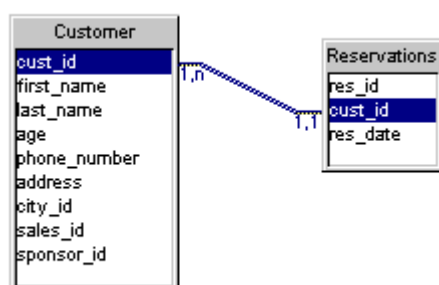 Customer
cust_id
first_name
last_name
age
phone_number
address
city_id
sales_id
sponsor_id
1,n
1,1
Reservations
res_id
cust_id
res_date